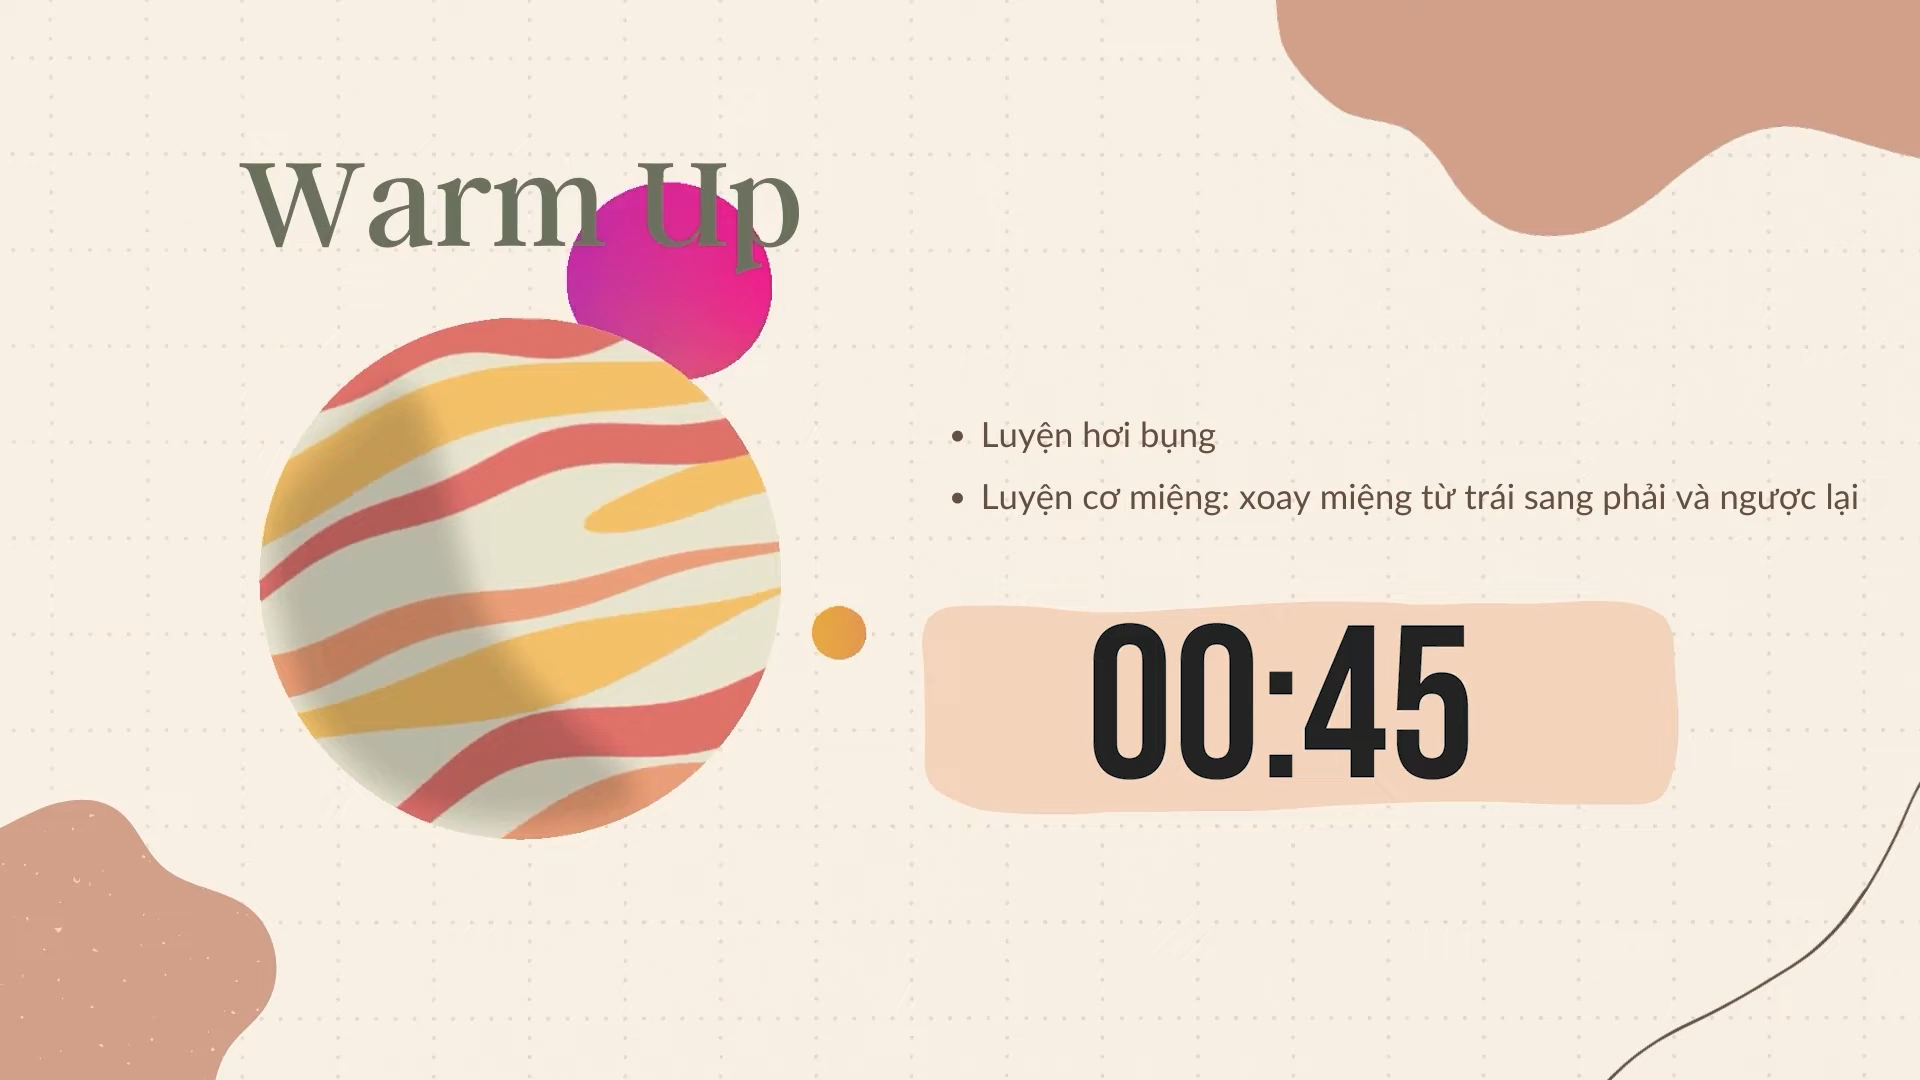 Warm Up
• Luyện hơi bụng
• Luyện cơ miệng: xoay miệng từ trái sang phải và ngược lại
00:45